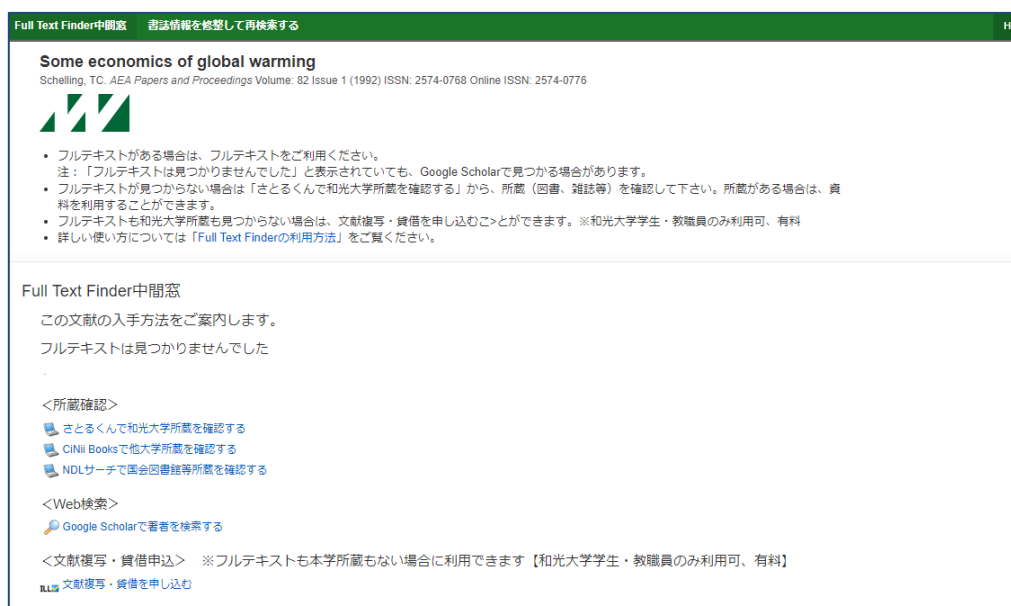 Full Text Finder中間窓 書誌情報を修整して再検索する H
Some economics of global warming
Schelling, TC. AEA Papers and Proceedings Volume: 82 Issue 1 (1992) ISSN: 2574-0768 Online ISSN: 2574-0776
• フルテキストがある場合は、フルテキストをご利用ください。
注：「フルテキストは見つかりませんでした」と表示されていても、Google Scholarで見つかる場合があります。
• フルテキストが見つからない場合は「さとるくんで和光大学所蔵を確認する」から、所蔵（図書、雑誌等）を確認して下さい。所蔵がある場合は、資
料を利用することができます。
• フルテキストも和光大学所蔵も見つからない場合は、文献複写・貸借を申し込むこ>とができます。※和光大学学生・教職員のみ利用可、有料
• 詳しい使い方については「Full Text Finderの利用方法」をご覧ください。
Full Text Finder中間窓
この文献の入手方法をご案内します。
フルテキストは見つかりませんでした
.
＜所蔵確認＞
さとるくんで和光大学所蔵を確認する
CiNii Booksで他大学所蔵を確認する
NDLサーチで国会図書館等所蔵を確認する
＜Web検索＞
Google Scholarで著者を検索する
＜文献複写・貸借申込＞ ※フルテキストも本学所蔵もない場合に利用できます【和光大学学生・教職員のみ利用可、有料】
ILL 文献複写・貸借を申し込む